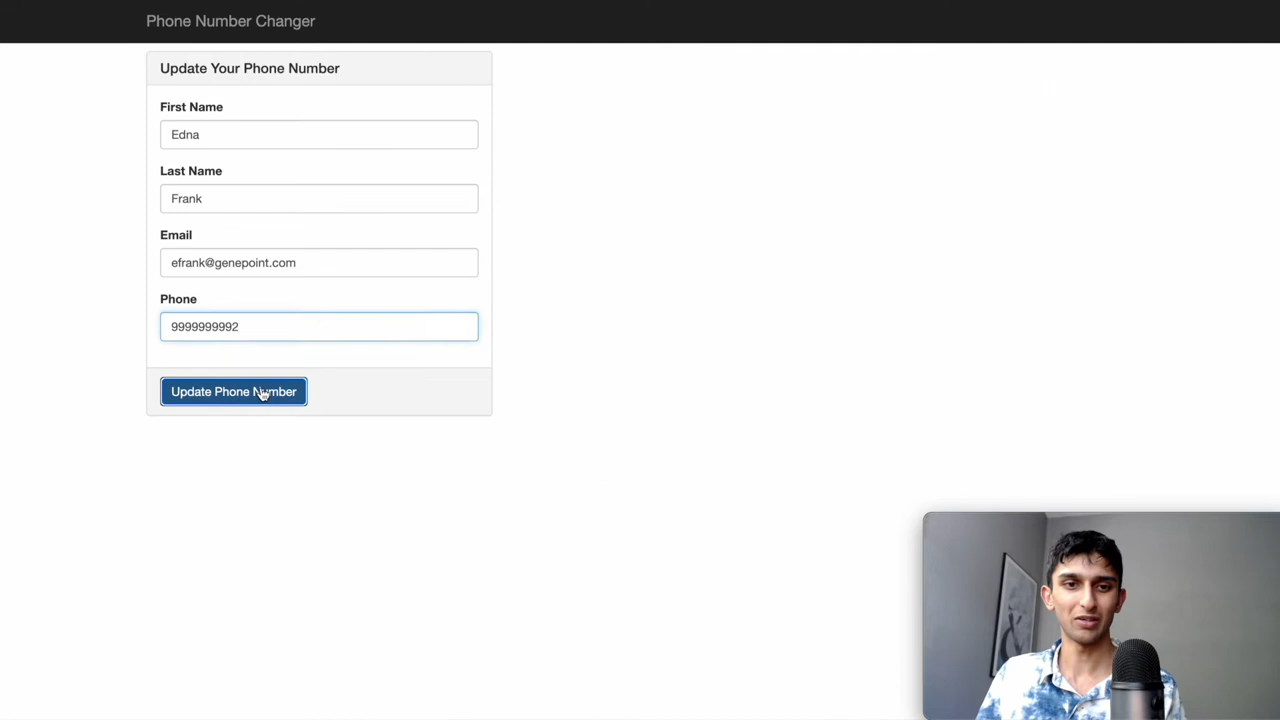 Phone Number Changer
Update Your Phone Number
First Name
Edna
Last Name
Frank
Email
efrank@genepoint.com
Phone
9999999992
Update Phone Number